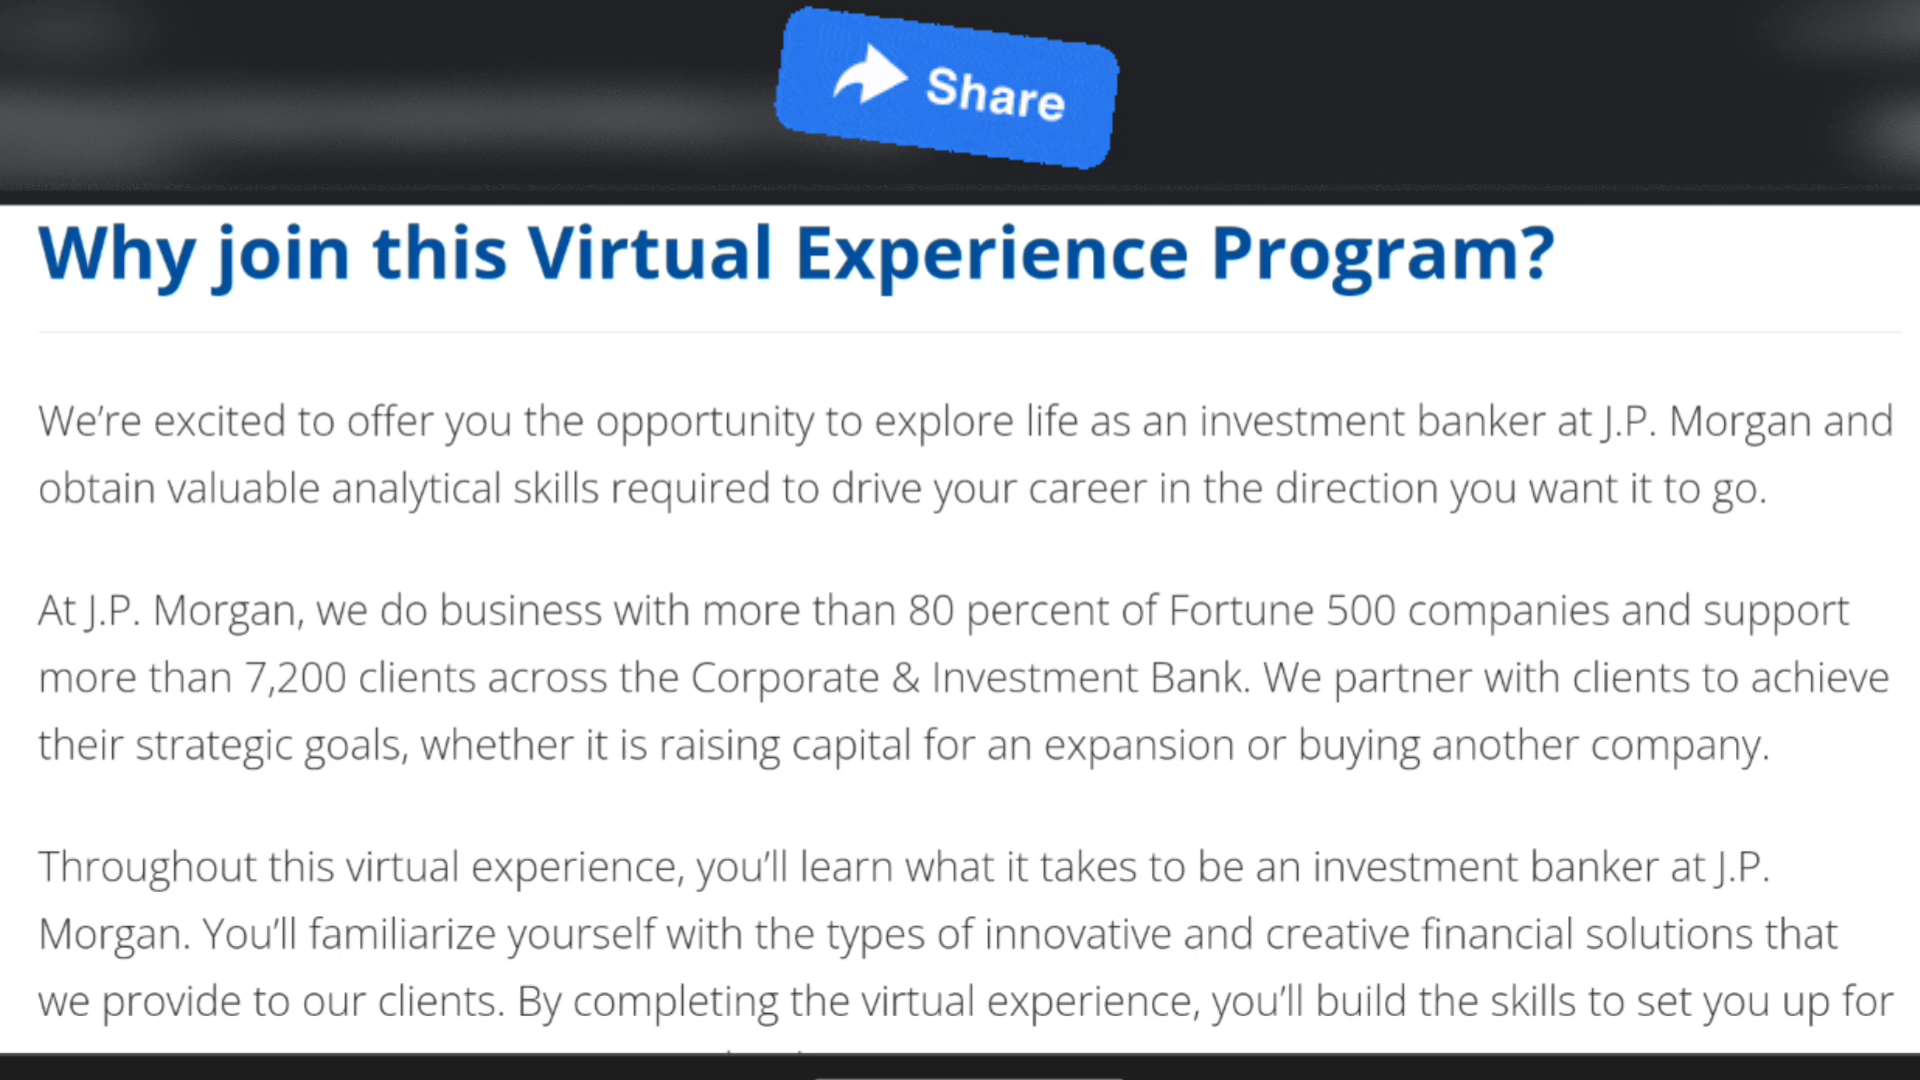 Share
Why join this Virtual Experience Program?
We’re excited to offer you the opportunity to explore life as an investment banker at J.P. Morgan and
obtain valuable analytical skills required to drive your career in the direction you want it to go.
At J.P. Morgan, we do business with more than 80 percent of Fortune 500 companies and support
more than 7,200 clients across the Corporate & Investment Bank. We partner with clients to achieve
their strategic goals, whether it is raising capital for an expansion or buying another company.
Throughout this virtual experience, you’ll learn what it takes to be an investment banker at J.P.
Morgan. You’ll familiarize yourself with the types of innovative and creative financial solutions that
we provide to our clients. By completing the virtual experience, you’ll build the skills to set you up for